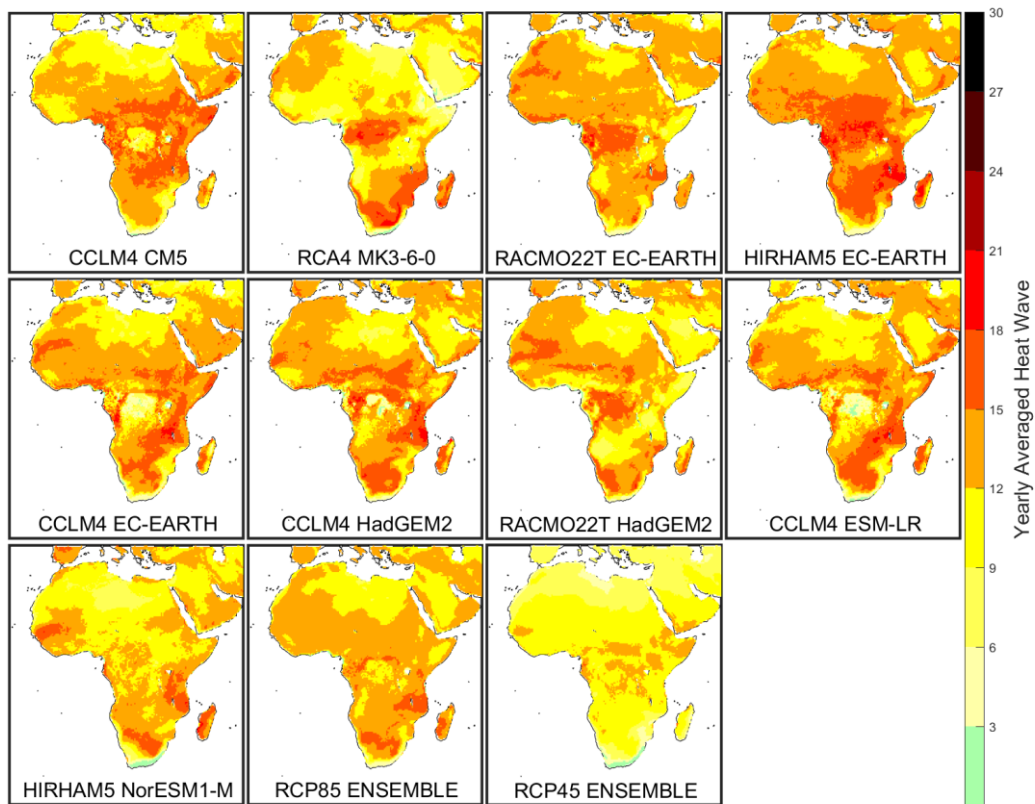 CCLM4 CM5
RCA4 MK3-6-0
RACMO22T EC-EARTH
HIRHAM5 EC-EARTH
CCLM4 EC-EARTH
CCLM4 HadGEM2
RACMO22T HadGEM2
CCLM4 ESM-LR
HIRHAM5 NorESM1-M
RCP85 ENSEMBLE
RCP45 ENSEMBLE
30
27
24
21
18
15
12
9
6
3
Yearly Averaged Heat Wave